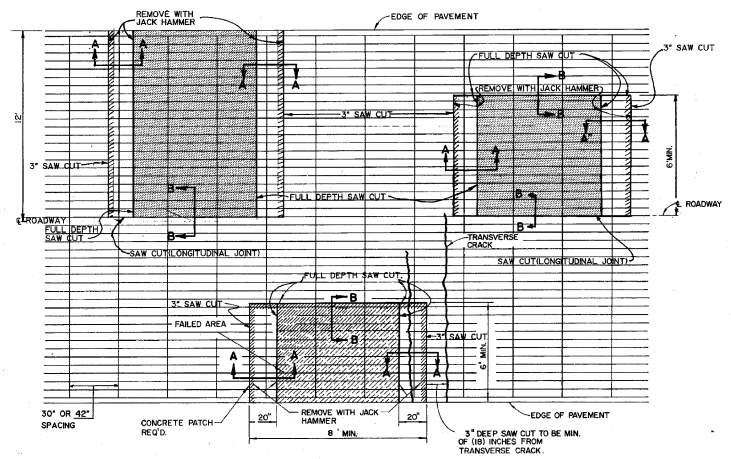 REMOVE WITH
JACK HAMMER
EDGE OF PAVEMENT
A A
A A
FULL DEPTH SAW CUT
3" SAW CUT
B
REMOVE WITH JACK HAMMER
B
12'
3" SAW CUT
3" SAW CUT
A A
A" A
6' MIN.
B
FULL DEPTH SAW CUT
B
℄ ROADWAY
℄ ROADWAY
FULL DEPTH
SAW CUT
B
B
SAW CUT(LONGITUDINAL JOINT)
TRANSVERSE
CRACK
SAW CUT(LONGITUDINAL JOINT)
FULL DEPTH SAW CUT
3" SAW CUT
B
FAILED AREA
B
3" SAW CUT
A A
A A
6' MIN.
30" OR 42"
SPACING
CONCRETE PATCH
REQ'D.
20"
REMOVE WITH JACK
HAMMER
20"
8' MIN.
EDGE OF PAVEMENT
3" DEEP SAW CUT TO BE MIN.
OF (18) INCHES FROM
TRANSVERSE CRACK.